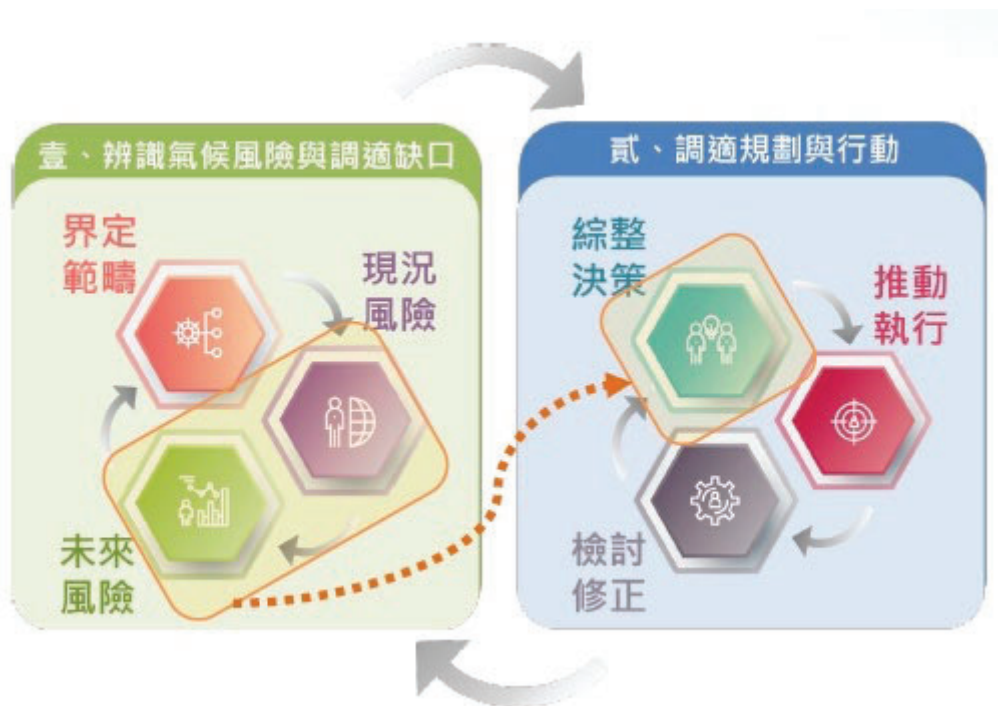 壹、辨識氣候風險與調適缺口
界定
範疇
現況
風險
未來
風險
貳、調適規劃與行動
綜整
決策
推動
執行
檢討
修正